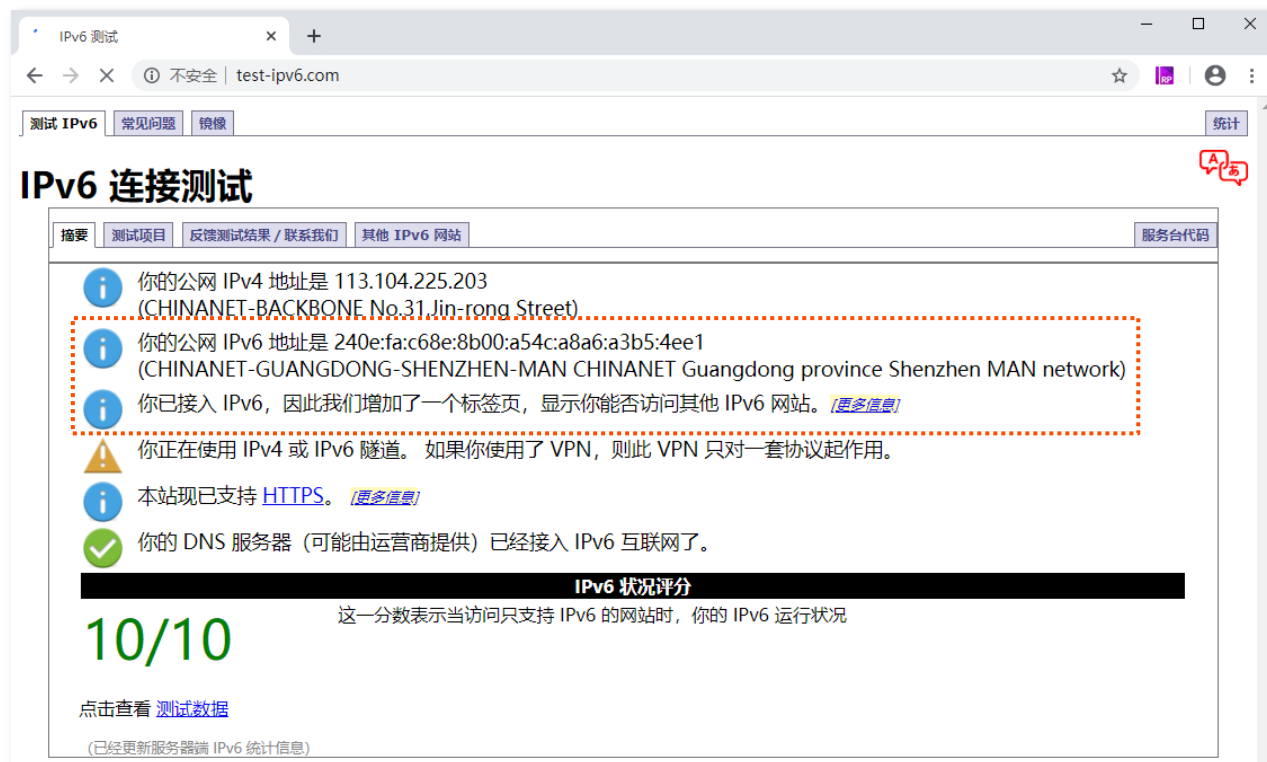 IPv6 测试
不安全 | test-ipv6.com
RP
测试 IPv6 常见问题 镜像 统计
A あ
IPv6 连接测试
摘要 测试项目 反馈测试结果 / 联系我们 其他 IPv6 网站 服务台代码
你的公网 IPv4 地址是 113.104.225.203
(CHINANET-BACKBONE No.31,Jin-rong Street)
你的公网 IPv6 地址是 240e:fa:c68e:8b00:a54c:a8a6:a3b5:4ee1
(CHINANET-GUANGDONG-SHENZHEN-MAN CHINANET Guangdong province Shenzhen MAN network)
你已接入 IPv6，因此我们增加了一个标签页，显示你能否访问其他 IPv6 网站。 [更多信息]
你正在使用 IPv4 或 IPv6 隧道。 如果你使用了 VPN，则此 VPN 只对一套协议起作用。
本站现已支持 HTTPS。 [更多信息]
你的 DNS 服务器（可能由运营商提供）已经接入 IPv6 互联网了。
IPv6 状况评分
10/10 这一分数表示当访问只支持 IPv6 的网站时，你的 IPv6 运行状况
点击查看 测试数据
(已经更新服务器端 IPv6 统计信息)